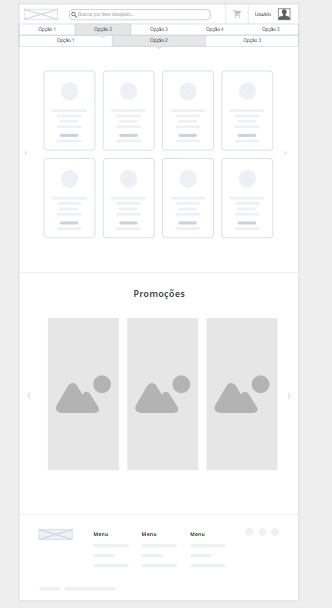 Buscar por item desejado...
Usuário
Opção 1 Opção 2 Opção 3 Opção 4 Opção 5
Opção 1 Opção 2 Opção 3
Promoções
Menu Menu Menu